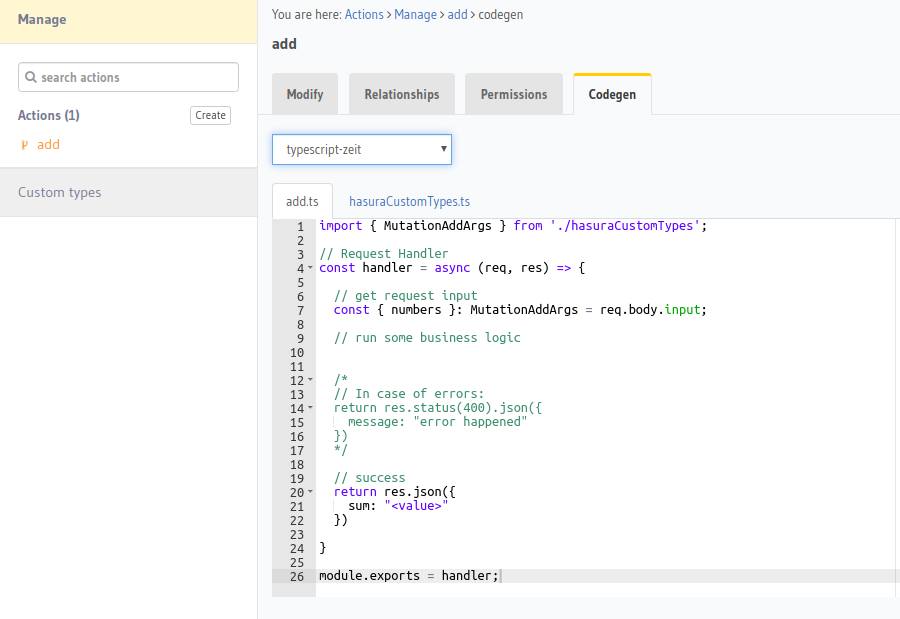 Manage
search actions
Actions (1)
Create
add
Custom types
You are here: Actions > Manage > add > codegen
add
Modify
Relationships
Permissions
Codegen
typescript-zeit
add.ts
hasuraCustomTypes.ts
1 import { MutationAddArgs } from './hasuraCustomTypes';
2
3 // Request Handler
4 const handler = async (req, res) => {
5
6 // get request input
7 const { numbers }: MutationAddArgs = req.body.input;
8
9 // run some business logic
10
11
12 /*
13 // In case of errors:
14 return res.status(400).json({
15 message: "error happened"
16 })
17 */
18
19 // success
20 return res.json({
21 sum: "<value>"
22 })
23
24 }
25
26 module.exports = handler;